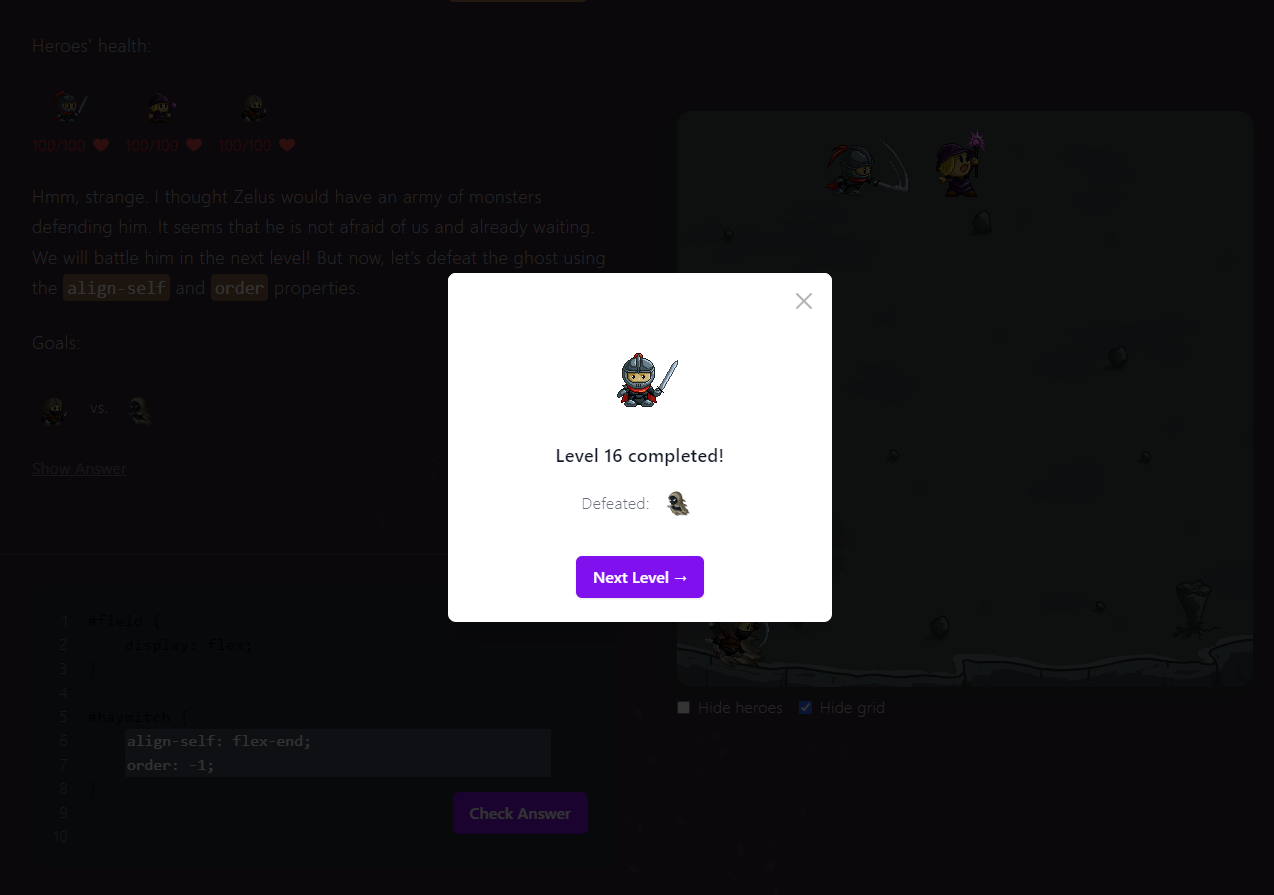 Heroes' health:
100/100 100/100 100/100
Hmm, strange. I thought Zelus would have an army of monsters
defending him. It seems that he is not afraid of us and already waiting.
We will battle him in the next level! But now, let's defeat the ghost using
the align-self and order properties.
Goals:
vs.
Show Answer
1 #field {
2 display: flex;
3 }
4
5 #haymitch {
6 align-self: flex-end;
7 order: -1;
8 }
9
10
Check Answer
Level 16 completed!
Defeated:
Next Level →
Hide heroes Hide grid